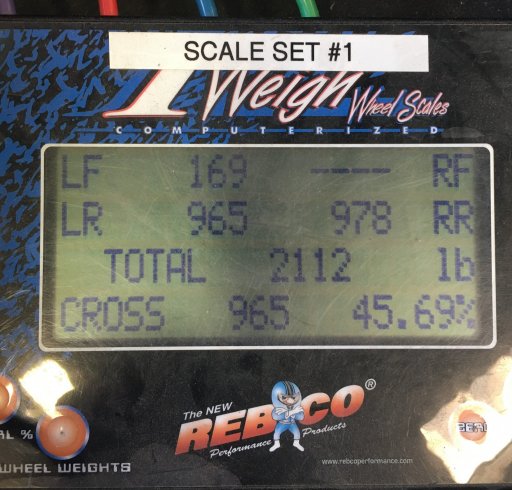 SCALE SET #1
Weigh Wheel Scales
COMPUTERIZED
LF 169 ---- RF
LR 965 978 RR
TOTAL 2112 lb
CROSS 965 45.69%
The NEW
REBCO®
Performance Products
www.rebcoperformance.com
AL %
WHEEL WEIGHTS